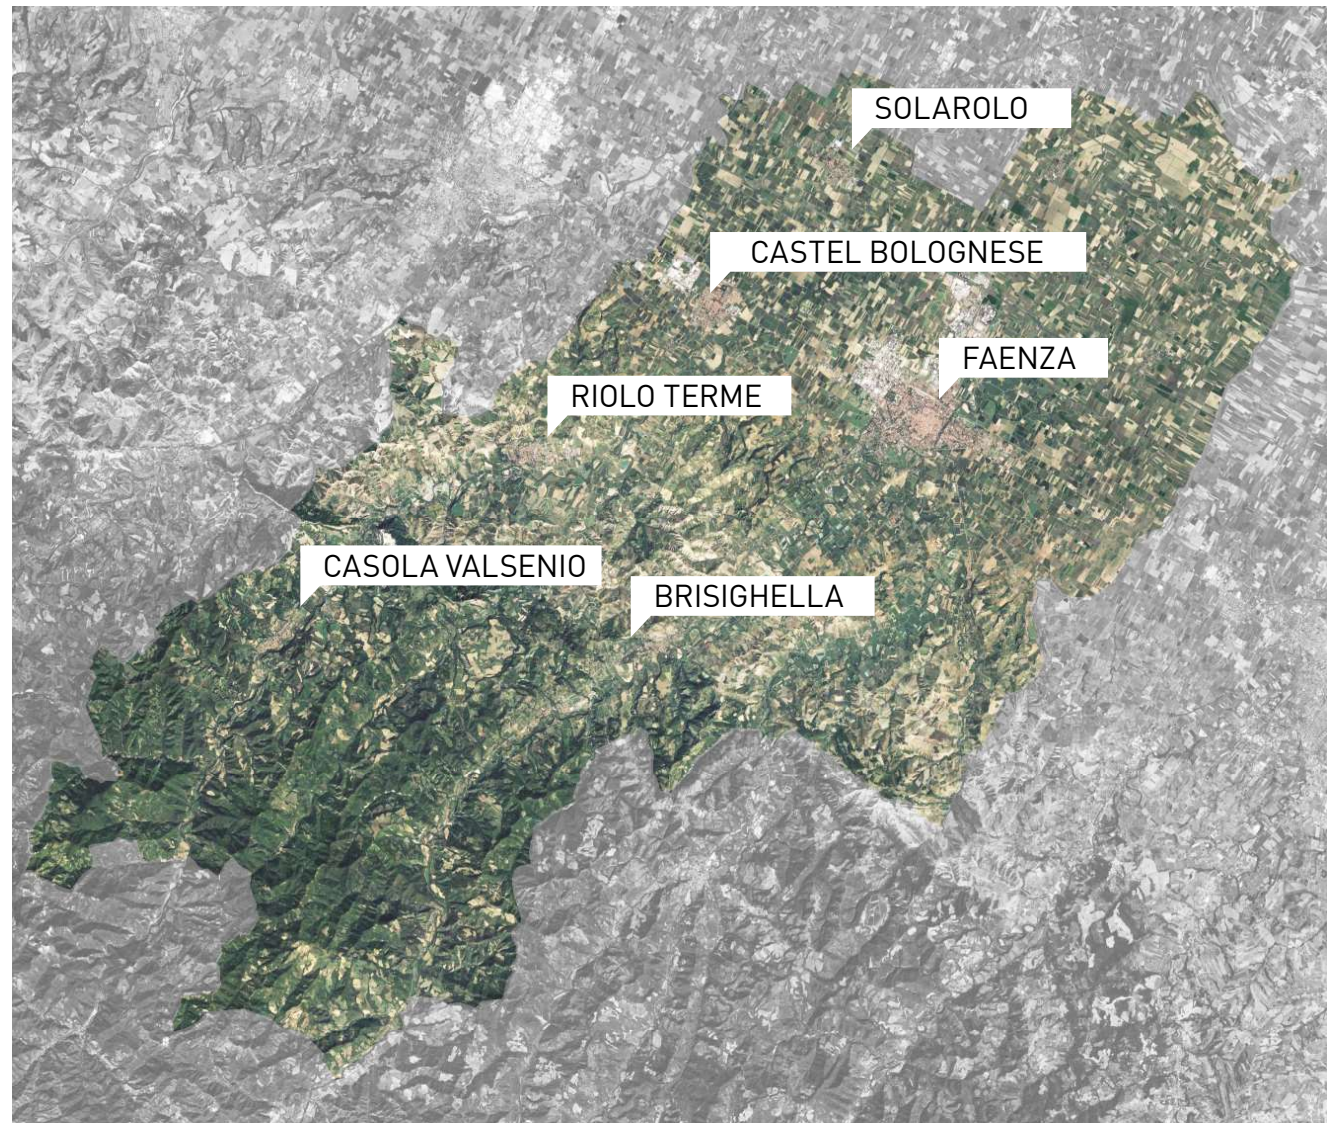 SOLAROLO
CASTEL BOLOGNESE
FAENZA
RIOLO TERME
CASOLA VALSENIO
BRISIGHELLA